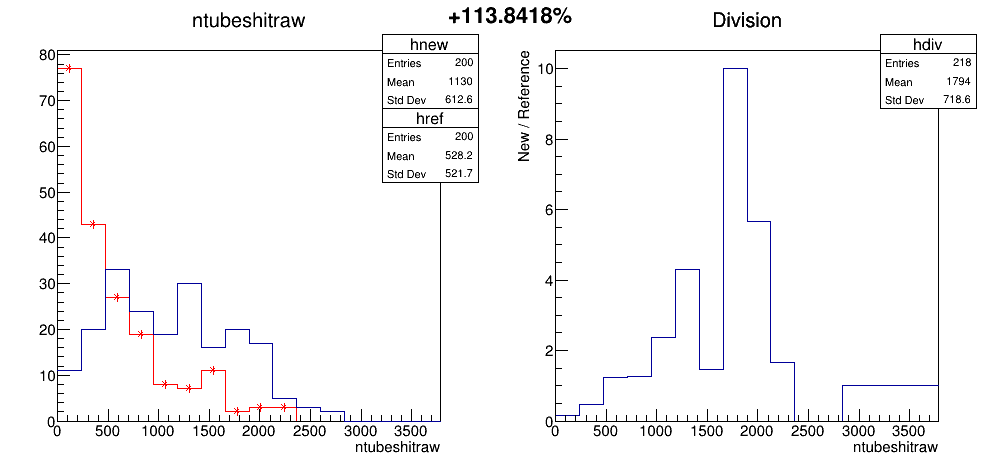 +113.8418%
ntubeshitraw
hnew
Entries 200
Mean 1130
Std Dev 612.6
href
Entries 200
Mean 528.2
Std Dev 521.7
80
70
60
50
40
30
20
10
0
0 500 1000 1500 2000 2500 3000 3500
ntubeshitraw
Division
hdiv
Entries 218
Mean 1794
Std Dev 718.6
New / Reference
10
8
6
4
2
0
0 500 1000 1500 2000 2500 3000 3500
ntubeshitraw